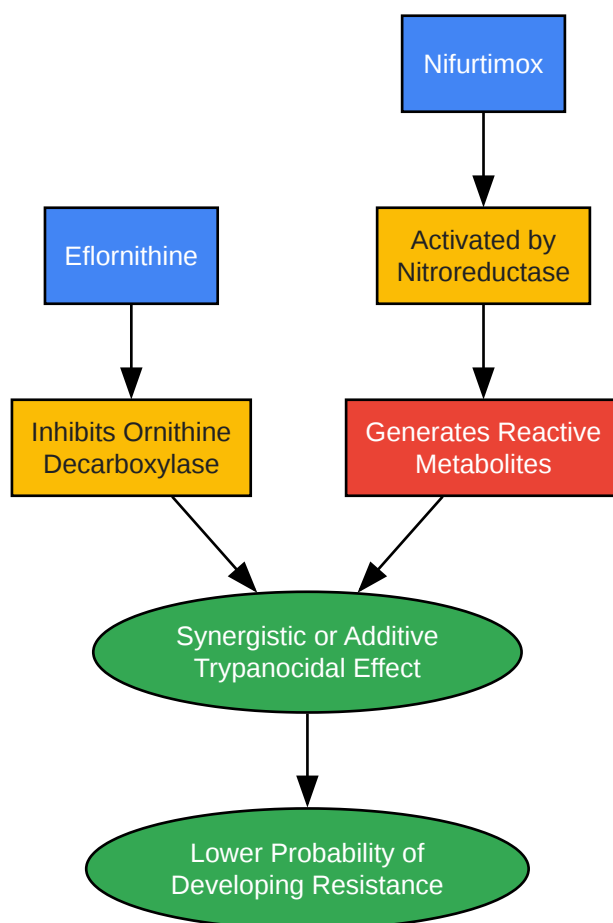 Nifurtimox
Eflornithine
Activated by
Nitroreductase
Inhibits Ornithine
Decarboxylase
Generates Reactive
Metabolites
Synergistic or Additive
Trypanocidal Effect
Lower Probability of
Developing Resistance